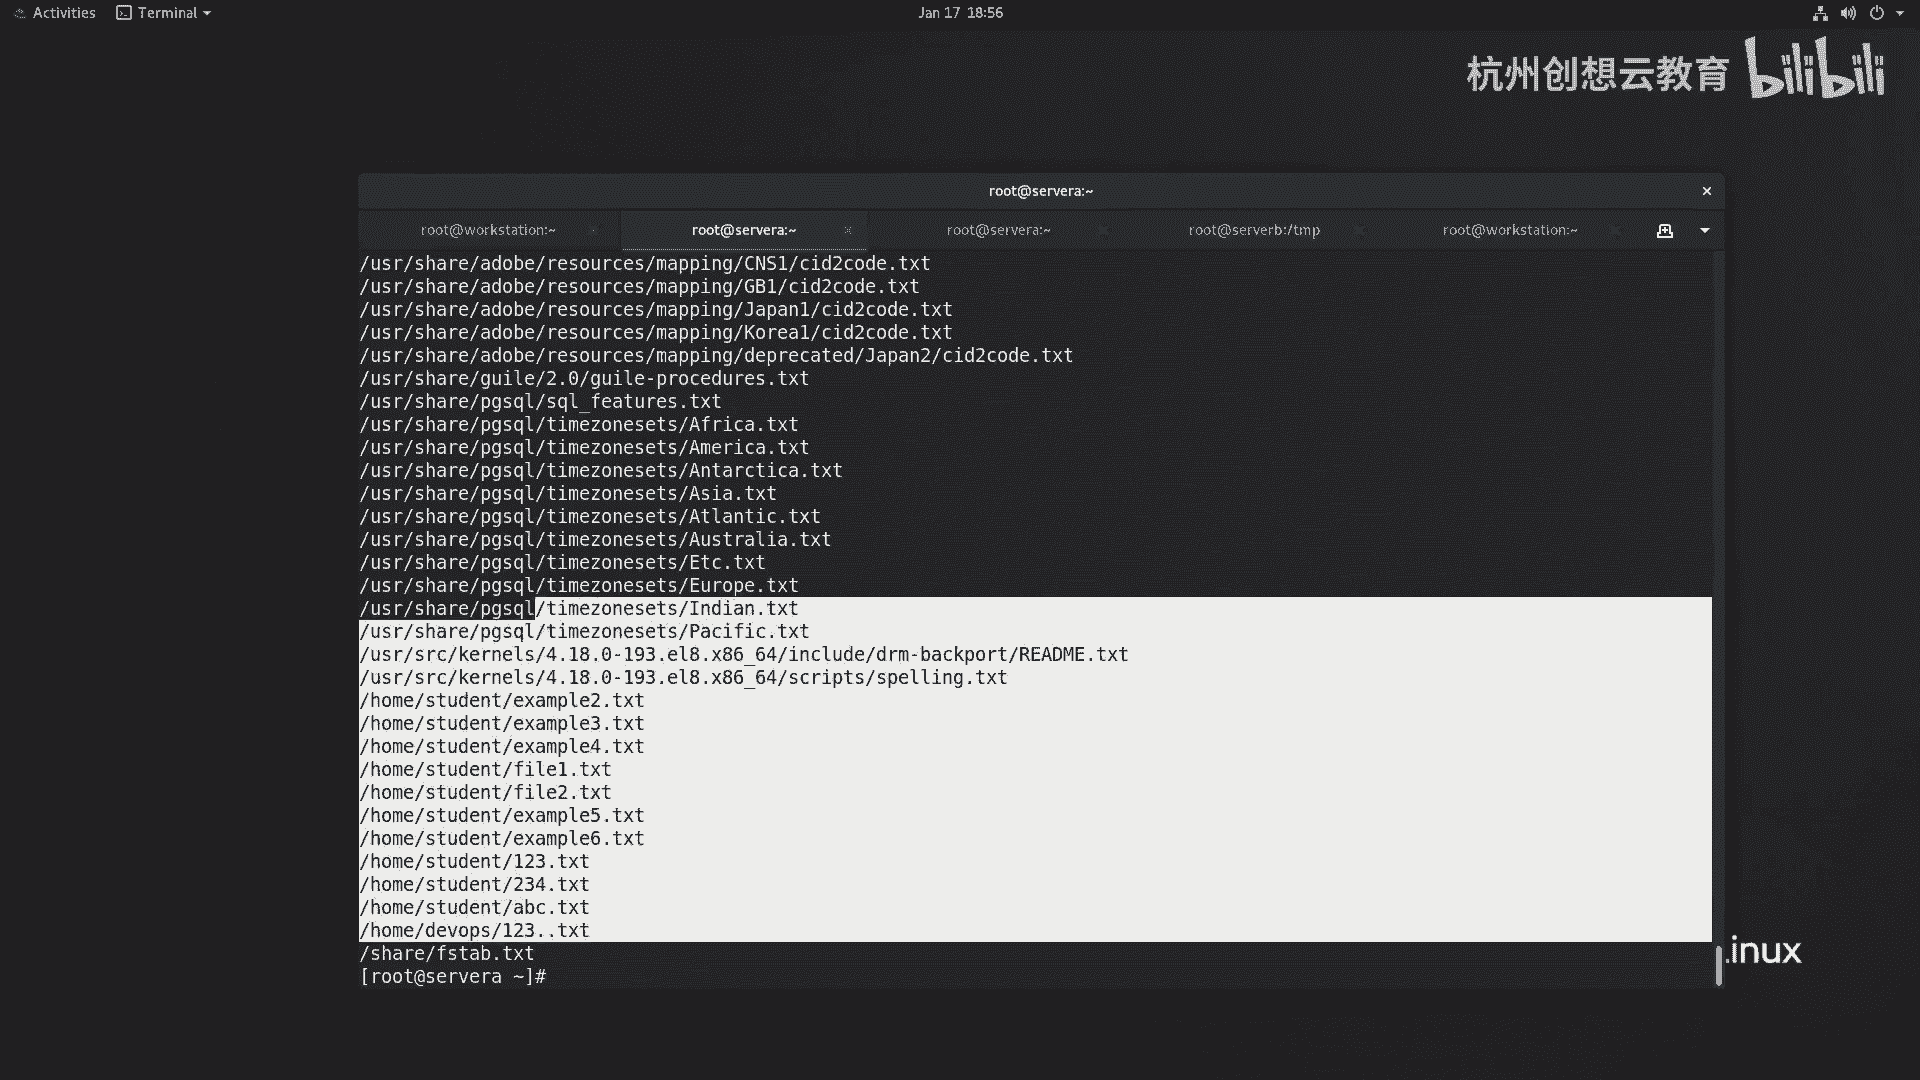 Activities
Terminal
Jan 17 18:56
杭州创想云教育 bilibili
root@servera:~
root@workstation:~
root@servera:~
root@servera:~
root@serverb:/tmp
root@workstation:~
/usr/share/adobe/resources/mapping/CNS1/cid2code.txt
/usr/share/adobe/resources/mapping/GB1/cid2code.txt
/usr/share/adobe/resources/mapping/Japan1/cid2code.txt
/usr/share/adobe/resources/mapping/Korea1/cid2code.txt
/usr/share/adobe/resources/mapping/deprecated/Japan2/cid2code.txt
/usr/share/guile/2.0/guile-procedures.txt
/usr/share/pgsql/sql_features.txt
/usr/share/pgsql/timezonesets/Africa.txt
/usr/share/pgsql/timezonesets/America.txt
/usr/share/pgsql/timezonesets/Antarctica.txt
/usr/share/pgsql/timezonesets/Asia.txt
/usr/share/pgsql/timezonesets/Atlantic.txt
/usr/share/pgsql/timezonesets/Australia.txt
/usr/share/pgsql/timezonesets/Etc.txt
/usr/share/pgsql/timezonesets/Europe.txt
/usr/share/pgsql/timezonesets/Indian.txt
/usr/share/pgsql/timezonesets/Pacific.txt
/usr/src/kernels/4.18.0-193.el8.x86_64/include/drm-backport/README.txt
/usr/src/kernels/4.18.0-193.el8.x86_64/scripts/spelling.txt
/home/student/example2.txt
/home/student/example3.txt
/home/student/example4.txt
/home/student/file1.txt
/home/student/file2.txt
/home/student/example5.txt
/home/student/example6.txt
/home/student/123.txt
/home/student/234.txt
/home/student/abc.txt
/home/devops/123..txt
/share/fstab.txt
[root@servera ~]#
inux